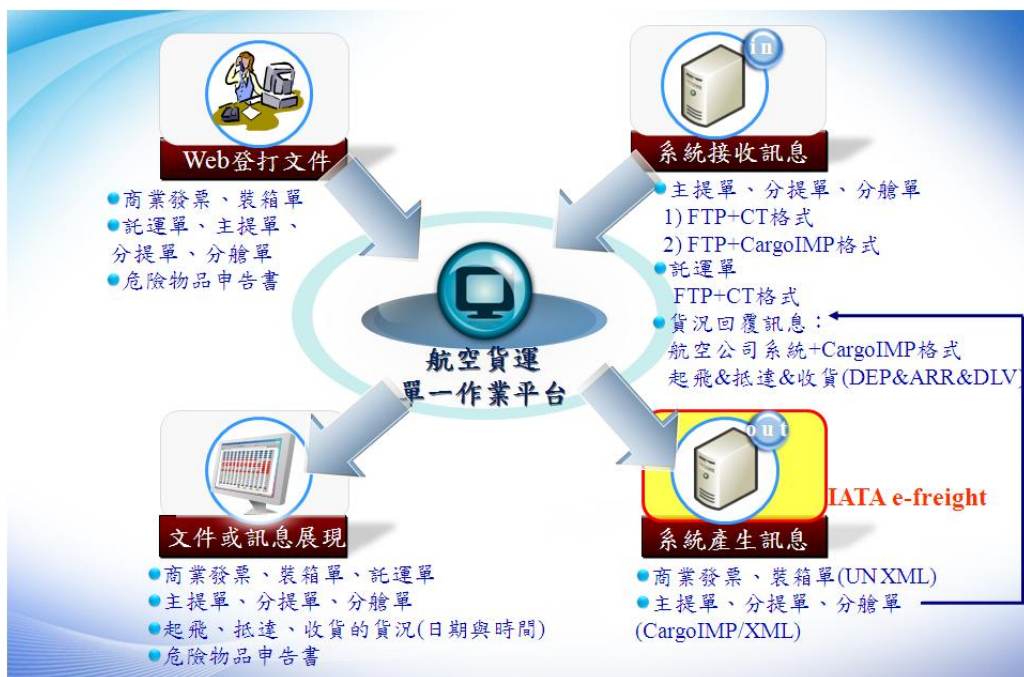 Web登打文件
●商業發票、裝箱單
●託運單、主提單、
分提單、分艙單
●危險物品申告書
in
系統接收訊息
●主提單、分提單、分艙單
1) FTP+CT格式
2) FTP+CargoIMP格式
●託運單
FTP+CT格式
●貨況回覆訊息：
航空公司系統+CargoIMP格式
起飛&抵達&收貨(DEP&ARR&DLV)
航空貨運
單一作業平台
文件或訊息展現
●商業發票、裝箱單、託運單
●主提單、分提單、分艙單
●起飛、抵達、收貨的貨況(日期與時間)
●危險物品申告書
out
IATA e-freight
系統產生訊息
●商業發票、裝箱單(UN XML)
●主提單、分提單、分艙單
(CargoIMP/XML)